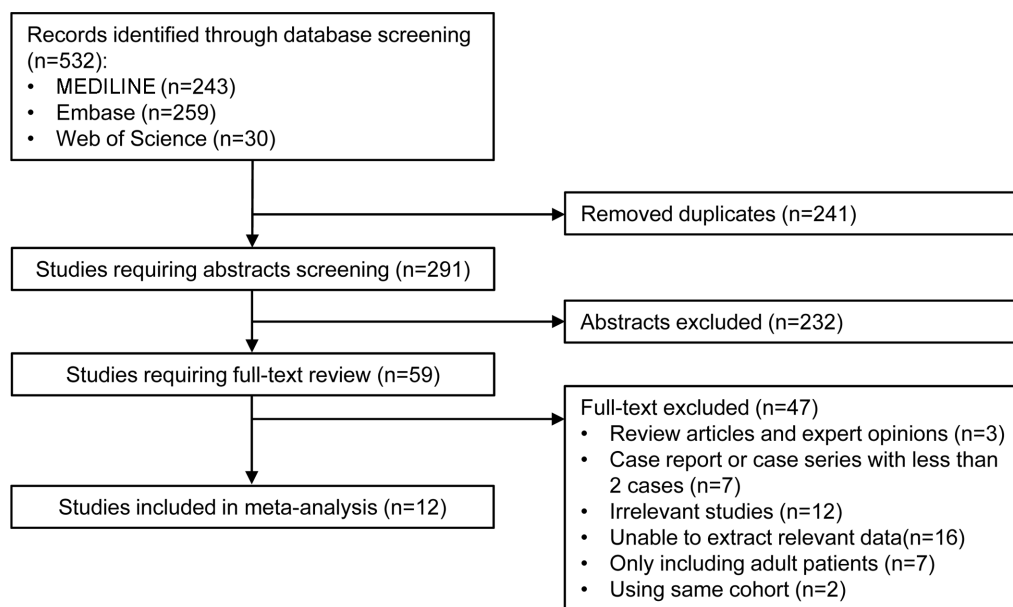 Records identified through database screening
(n=532):
• MEDILINE (n=243)
• Embase (n=259)
• Web of Science (n=30)
Removed duplicates (n=241)
Studies requiring abstracts screening (n=291)
Abstracts excluded (n=232)
Studies requiring full-text review (n=59)
Full-text excluded (n=47)
• Review articles and expert opinions (n=3)
• Case report or case series with less than
2 cases (n=7)
• Irrelevant studies (n=12)
• Unable to extract relevant data(n=16)
• Only including adult patients (n=7)
• Using same cohort (n=2)
Studies included in meta-analysis (n=12)